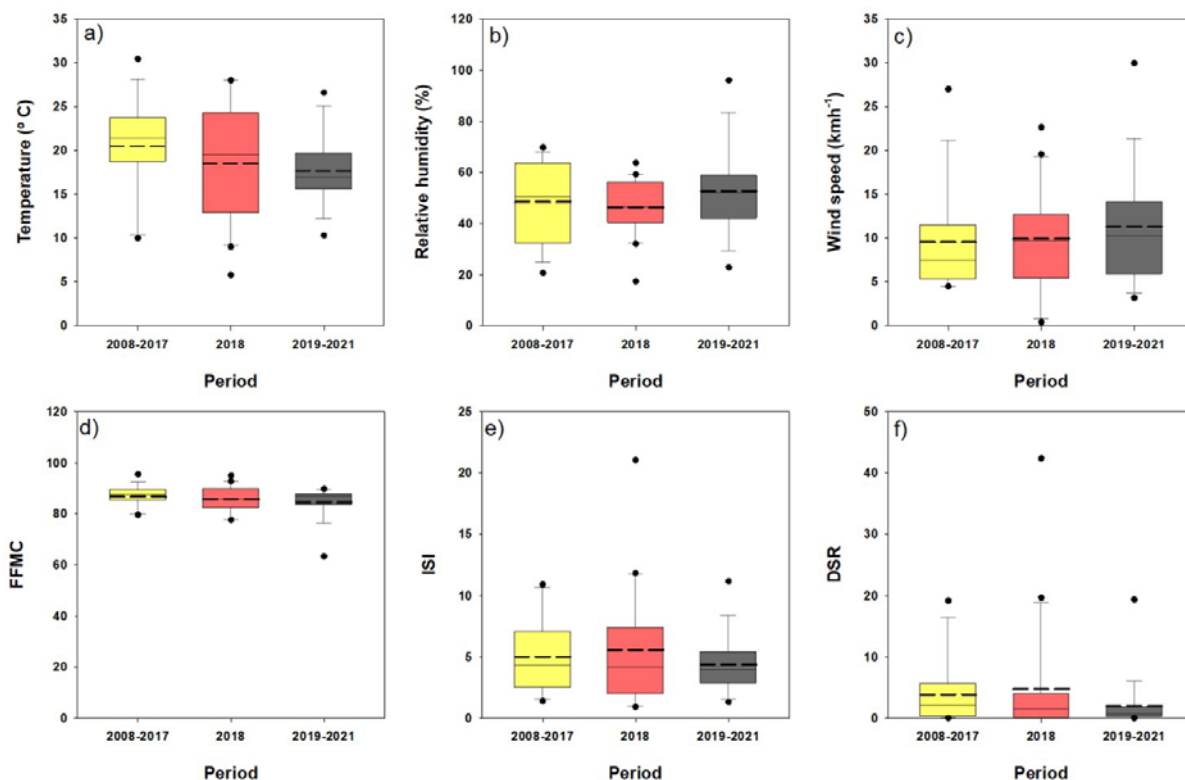 a)
Temperature (° C)
35
30
25
20
15
10
5
0
2008-2017 2018 2019-2021
Period
b)
Relative humidity (%)
120
100
80
60
40
20
0
2008-2017 2018 2019-2021
Period
c)
Wind speed (kmh⁻¹)
35
30
25
20
15
10
5
0
2008-2017 2018 2019-2021
Period
d)
FFMC
120
100
80
60
40
20
0
2008-2017 2018 2019-2021
Period
e)
ISI
25
20
15
10
5
0
2008-2017 2018 2019-2021
Period
f)
DSR
50
40
30
20
10
0
2008-2017 2018 2019-2021
Period